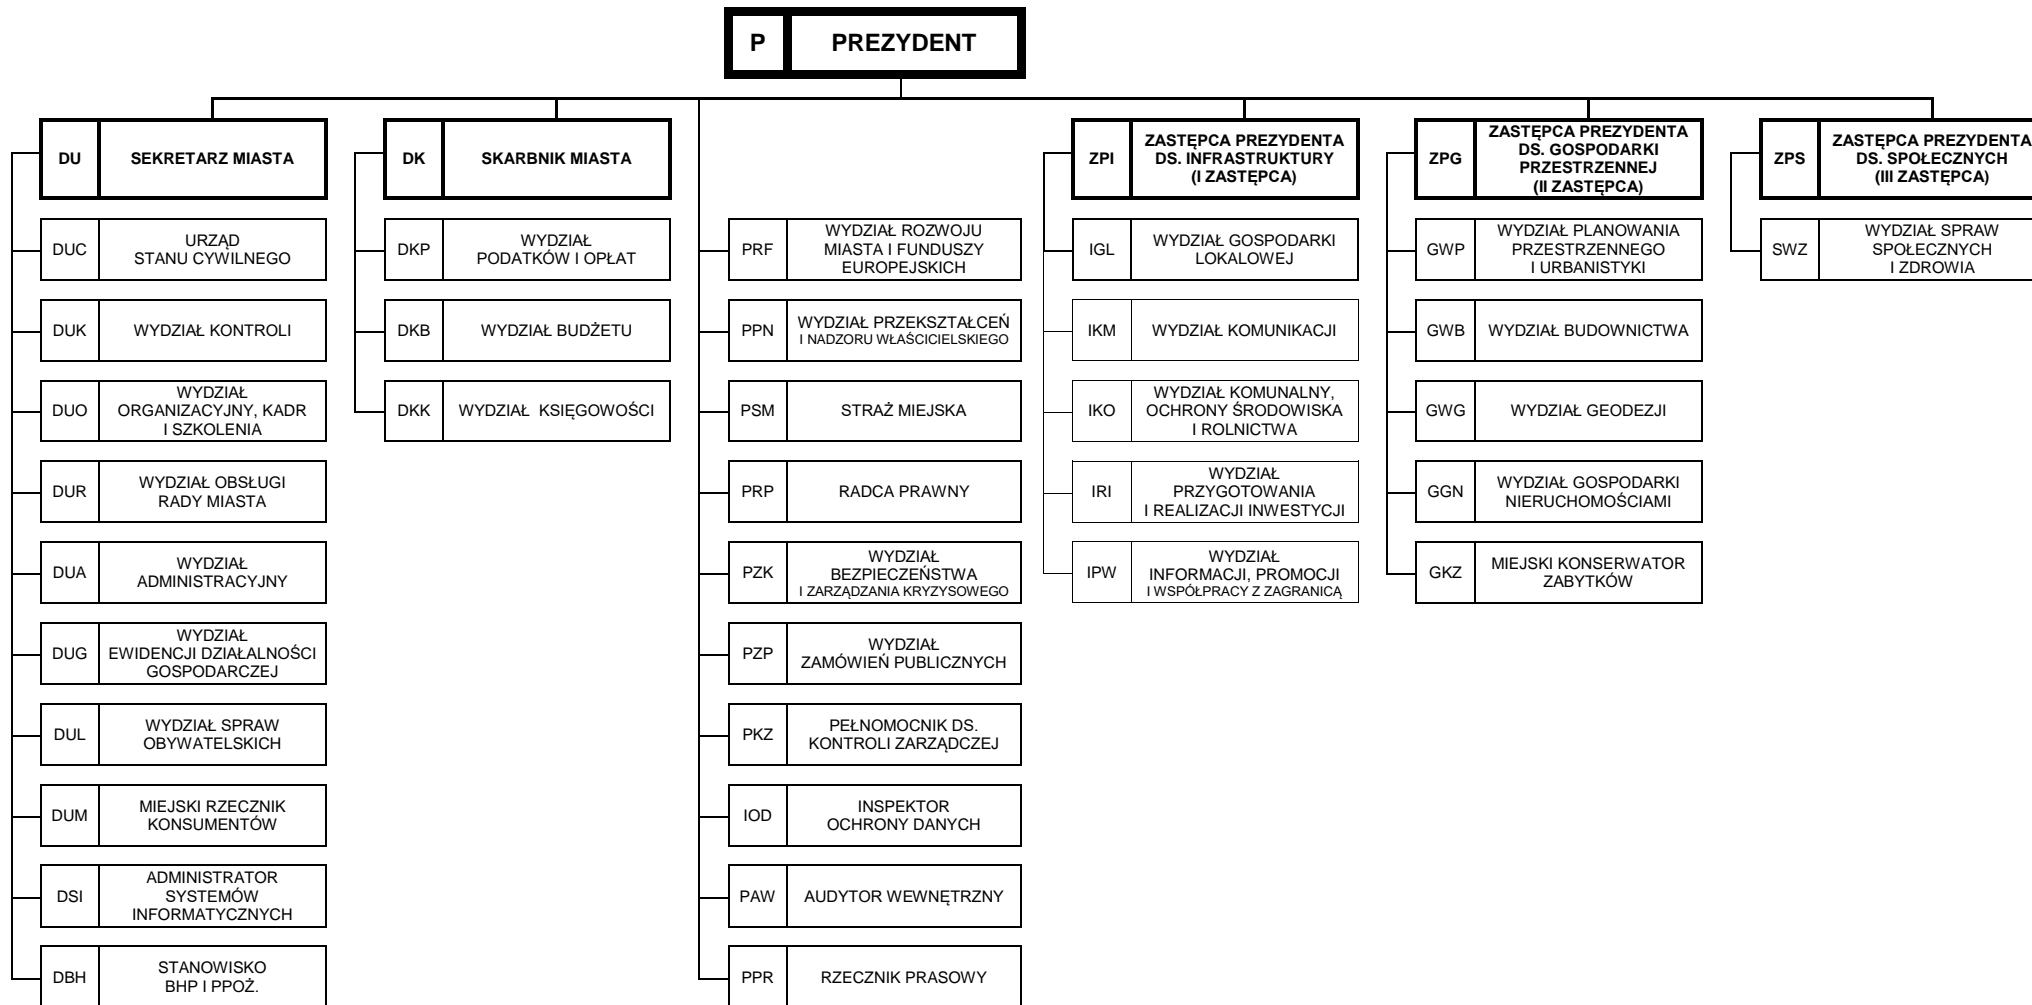 P
PREZYDENT
DU
SEKRETARZ MIASTA
DUC
URZĄD
STANU CYWILNEGO
DUK
WYDZIAŁ KONTROLI
DUO
WYDZIAŁ
ORGANIZACYJNY, KADR
I SZKOLENIA
DUR
WYDZIAŁ OBSŁUGI
RADY MIASTA
DUA
WYDZIAŁ
ADMINISTRACYJNY
DUG
WYDZIAŁ
EWIDENCJI DZIAŁALNOŚCI
GOSPODARCZEJ
DUL
WYDZIAŁ SPRAW
OBYWATELSKICH
DUM
MIEJSKI RZECZNIK
KONSUMENTÓW
DSI
ADMINISTRATOR
SYSTEMÓW
INFORMATYCZNYCH
DBH
STANOWISKO
BHP I PPOŻ.
DK
SKARBNIK MIASTA
DKP
WYDZIAŁ
PODATKÓW I OPŁAT
DKB
WYDZIAŁ BUDŻETU
DKK
WYDZIAŁ KSIĘGOWOŚCI
PRF
WYDZIAŁ ROZWOJU
MIASTA I FUNDUSZY
EUROPEJSKICH
PPN
WYDZIAŁ PRZEKSZTAŁCEŃ
I NADZORU WŁAŚCICIELSKIEGO
PSM
STRAŻ MIEJSKA
PRP
RADCA PRAWNY
PZK
WYDZIAŁ
BEZPIECZEŃSTWA
I ZARZĄDZANIA KRYZYSOWEGO
PZP
WYDZIAŁ
ZAMÓWIEŃ PUBLICZNYCH
PKZ
PEŁNOMOCNIK DS.
KONTROLI ZARZĄDCZEJ
IOD
INSPEKTOR
OCHRONY DANYCH
PAW
AUDYTOR WEWNĘTRZNY
PPR
RZECZNIK PRASOWY
ZPI
ZASTĘPCA PREZYDENTA
DS. INFRASTRUKTURY
(I ZASTĘPCA)
IGL
WYDZIAŁ GOSPODARKI
LOKALOWEJ
IKM
WYDZIAŁ KOMUNIKACJI
IKO
WYDZIAŁ KOMUNALNY,
OCHRONY ŚRODOWISKA
I ROLNICTWA
IRI
WYDZIAŁ
PRZYGOTOWANIA
I REALIZACJI INWESTYCJI
IPW
WYDZIAŁ
INFORMACJI, PROMOCJI
I WSPÓŁPRACY Z ZAGRANICĄ
ZPG
ZASTĘPCA PREZYDENTA
DS. GOSPODARKI
PRZESTRZENNEJ
(II ZASTĘPCA)
GWP
WYDZIAŁ PLANOWANIA
PRZESTRZENNEGO
I URBANISTYKI
GWB
WYDZIAŁ BUDOWNICTWA
GWG
WYDZIAŁ GEODEZJI
GGN
WYDZIAŁ GOSPODARKI
NIERUCHOMOŚCIAMI
GKZ
MIEJSKI KONSERWATOR
ZABYTKÓW
ZPS
ZASTĘPCA PREZYDENTA
DS. SPOŁECZNYCH
(III ZASTĘPCA)
SWZ
WYDZIAŁ SPRAW
SPOŁECZNYCH
I ZDROWIA